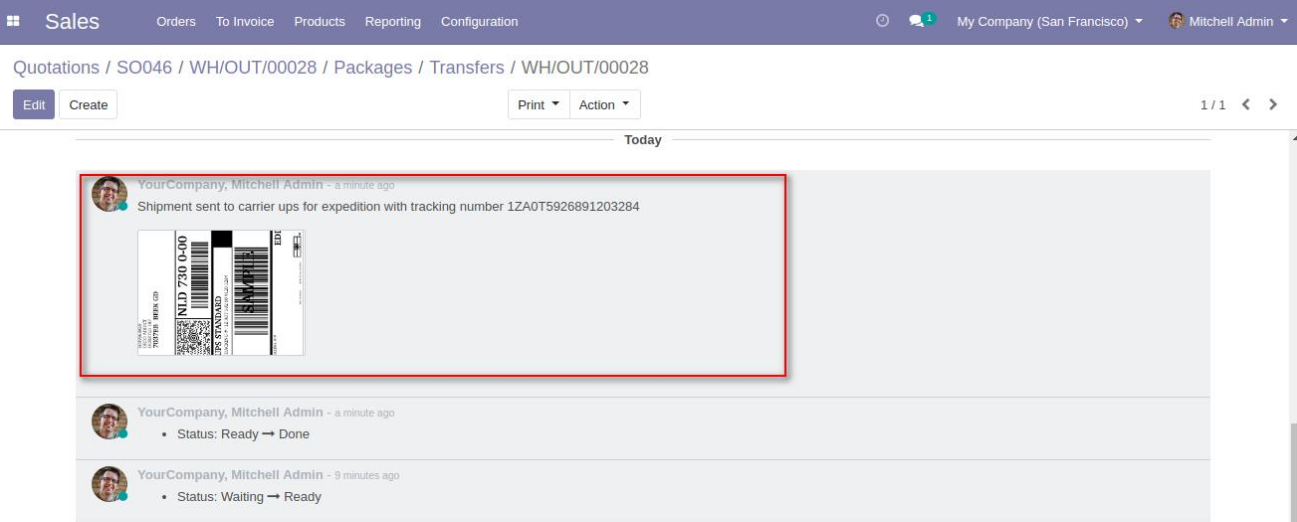 Sales Orders To Invoice Products Reporting Configuration 1 My Company (San Francisco) Mitchell Admin
Quotations / SO046 / WH/OUT/00028 / Packages / Transfers / WH/OUT/00028
Edit Create Print Action 1 / 1
Today
YourCompany, Mitchell Admin - a minute ago
Shipment sent to carrier ups for expedition with tracking number 1ZA0T5926891203284
7037EB BEEK GD
NLD 730 0-00
UPS STANDARD
SAMPLE
YourCompany, Mitchell Admin - a minute ago
• Status: Ready → Done
YourCompany, Mitchell Admin - 9 minutes ago
• Status: Waiting → Ready